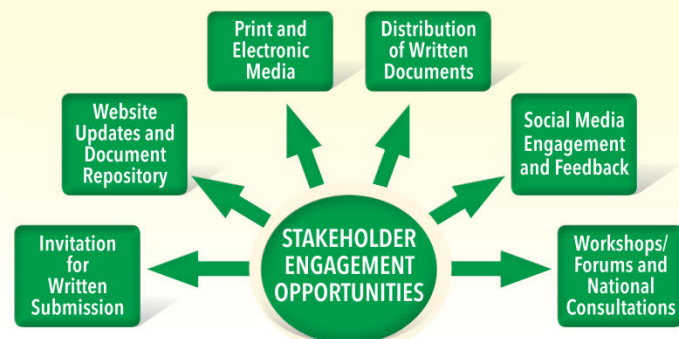 Print and
Electronic
Media
Distribution
of Written
Documents
Website
Updates and
Document
Repository
Social Media
Engagement
and Feedback
Invitation
for
Written
Submission
STAKEHOLDER
ENGAGEMENT
OPPORTUNITIES
Workshops/
Forums and
National
Consultations